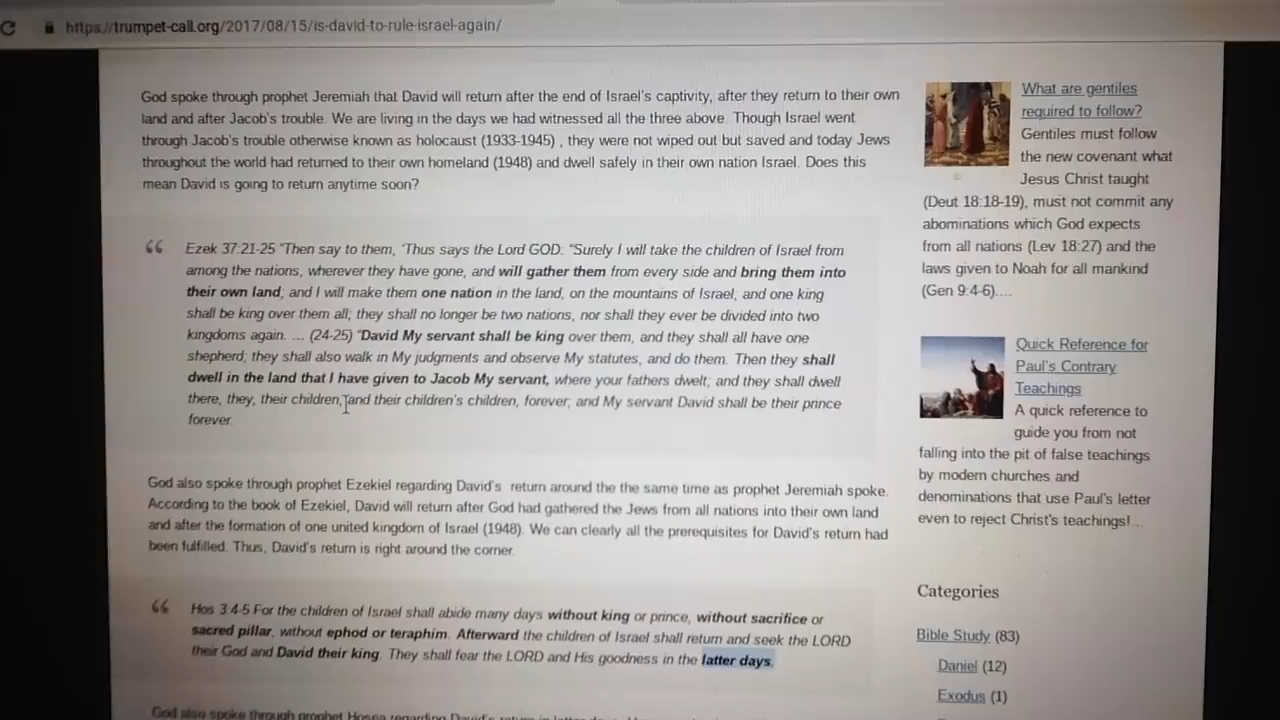 https://trumpet-call.org/2017/08/15/is-david-to-rule-israel-again/
God spoke through prophet Jeremiah that David will return after the end of Israel's captivity, after they return to their own
land and after Jacob's trouble. We are living in the days we had witnessed all the three above. Though Israel went
through Jacob's trouble otherwise known as holocaust (1933-1945) , they were not wiped out but saved and today Jews
throughout the world had returned to their own homeland (1948) and dwell safely in their own nation Israel. Does this
mean David is going to return anytime soon?
“ Ezek 37:21-25 “Then say to them, ‘Thus says the Lord GOD: “Surely I will take the children of Israel from
among the nations, wherever they have gone, and will gather them from every side and bring them into
their own land; and I will make them one nation in the land, on the mountains of Israel; and one king
shall be king over them all; they shall no longer be two nations, nor shall they ever be divided into two
kingdoms again. ... (24-25) “David My servant shall be king over them, and they shall all have one
shepherd; they shall also walk in My judgments and observe My statutes, and do them. Then they shall
dwell in the land that I have given to Jacob My servant, where your fathers dwelt; and they shall dwell
there, they, their children, and their children's children, forever; and My servant David shall be their prince
forever.
God also spoke through prophet Ezekiel regarding David's return around the the same time as prophet Jeremiah spoke.
According to the book of Ezekiel, David will return after God had gathered the Jews from all nations into their own land
and after the formation of one united kingdom of Israel (1948). We can clearly all the prerequisites for David's return had
been fulfilled. Thus, David's return is right around the corner.
“ Hos 3:4-5 For the children of Israel shall abide many days without king or prince, without sacrifice or
sacred pillar, without ephod or teraphim. Afterward the children of Israel shall return and seek the LORD
their God and David their king. They shall fear the LORD and His goodness in the latter days.
God also spoke through prophet Hosea regarding David's return in latter days.
What are gentiles
required to follow?
Gentiles must follow
the new covenant what
Jesus Christ taught
(Deut 18:18-19), must not commit any
abominations which God expects
from all nations (Lev 18:27) and the
laws given to Noah for all mankind
(Gen 9:4-6)....
Quick Reference for
Paul's Contrary
Teachings
A quick reference to
guide you from not
falling into the pit of false teachings
by modern churches and
denominations that use Paul's letter
even to reject Christ's teachings!...
Categories
Bible Study (83)
Daniel (12)
Exodus (1)